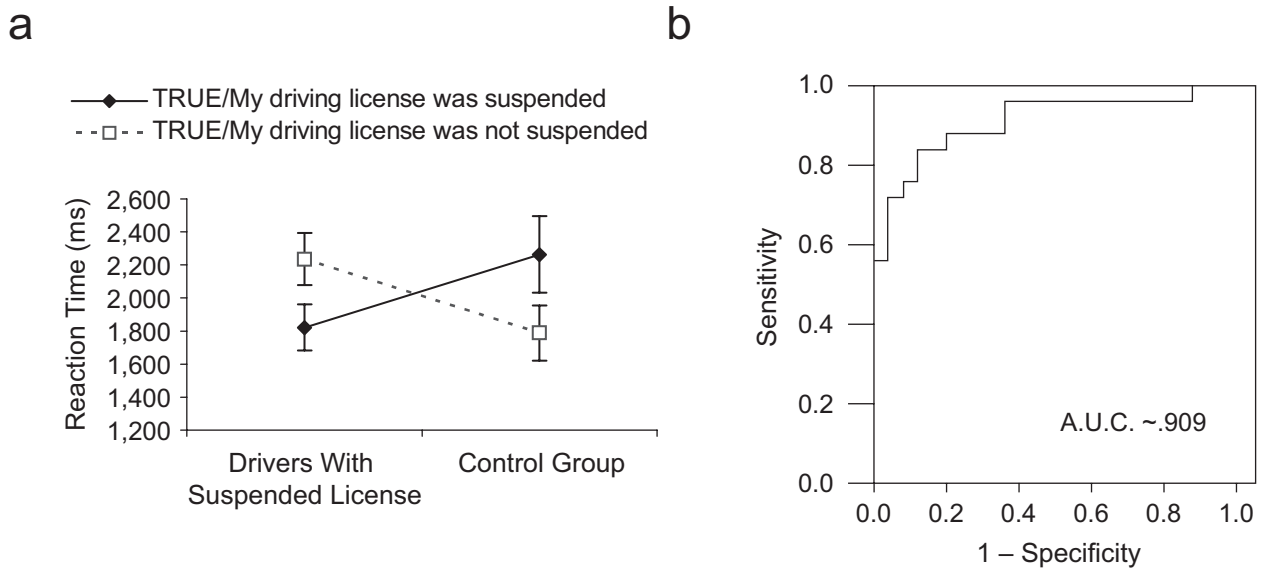 a
TRUE/My driving license was suspended
TRUE/My driving license was not suspended
Reaction Time (ms)
2,600
2,400
2,200
2,000
1,800
1,600
1,400
1,200
Drivers With
Suspended License
Control Group
b
Sensitivity
1.0
0.8
0.6
0.4
0.2
0.0
A.U.C. ~.909
0.0 0.2 0.4 0.6 0.8 1.0
1 – Specificity